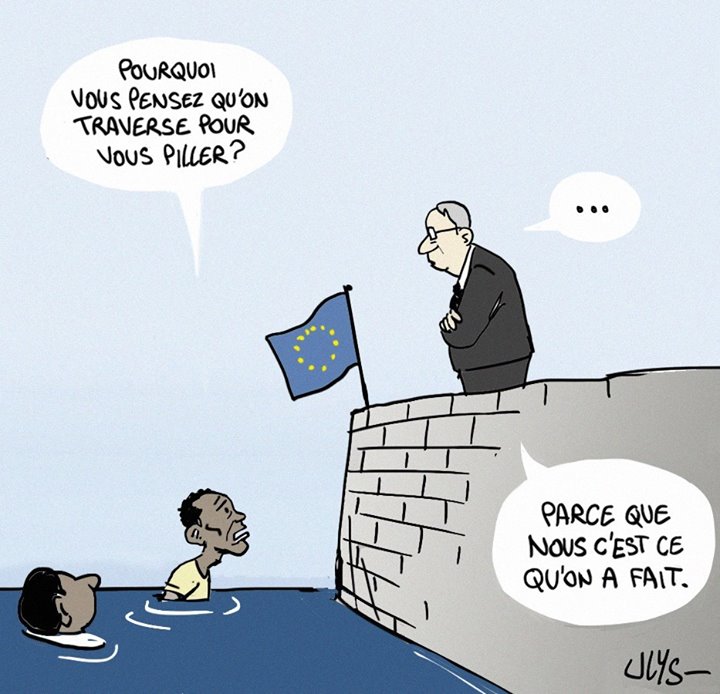 POURQUOI
VOUS PENSEZ QU'ON
TRAVERSE POUR
VOUS PILLER?
...
PARCE QUE
NOUS C'EST CE
QU'ON A FAIT.
ULYS